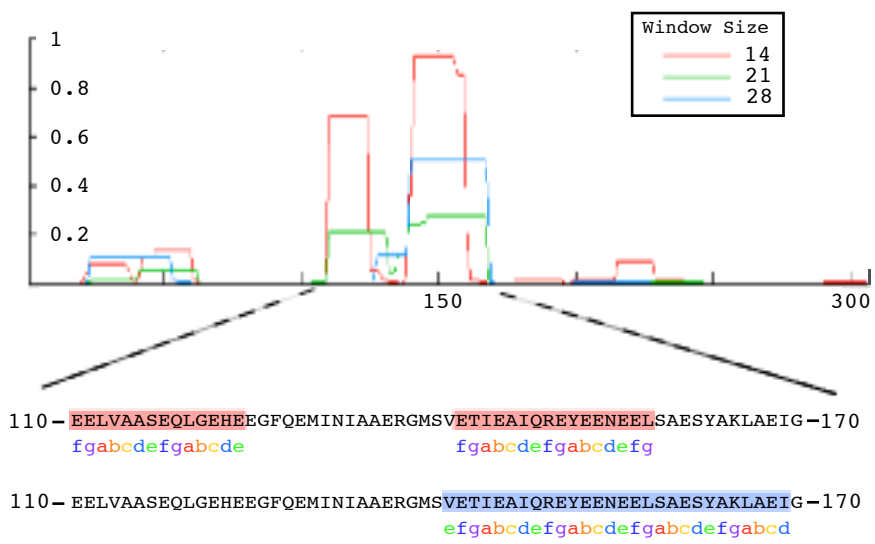 Window Size
14
21
28
1
0.8
0.6
0.4
0.2
150 300
110–EELVAASEQLGEHEEGFQEMINIAAERGMSVETIEAIQREYEENEELSAESYAKLAEIG–170
fgabcdefgabcde fgabcdefgabcdefg
110–EELVAASEQLGEHEEGFQEMINIAAERGMSVETIEAIQREYEENEELSAESYAKLAEIG–170
efgabcdefgabcdefgabcdefgabcd